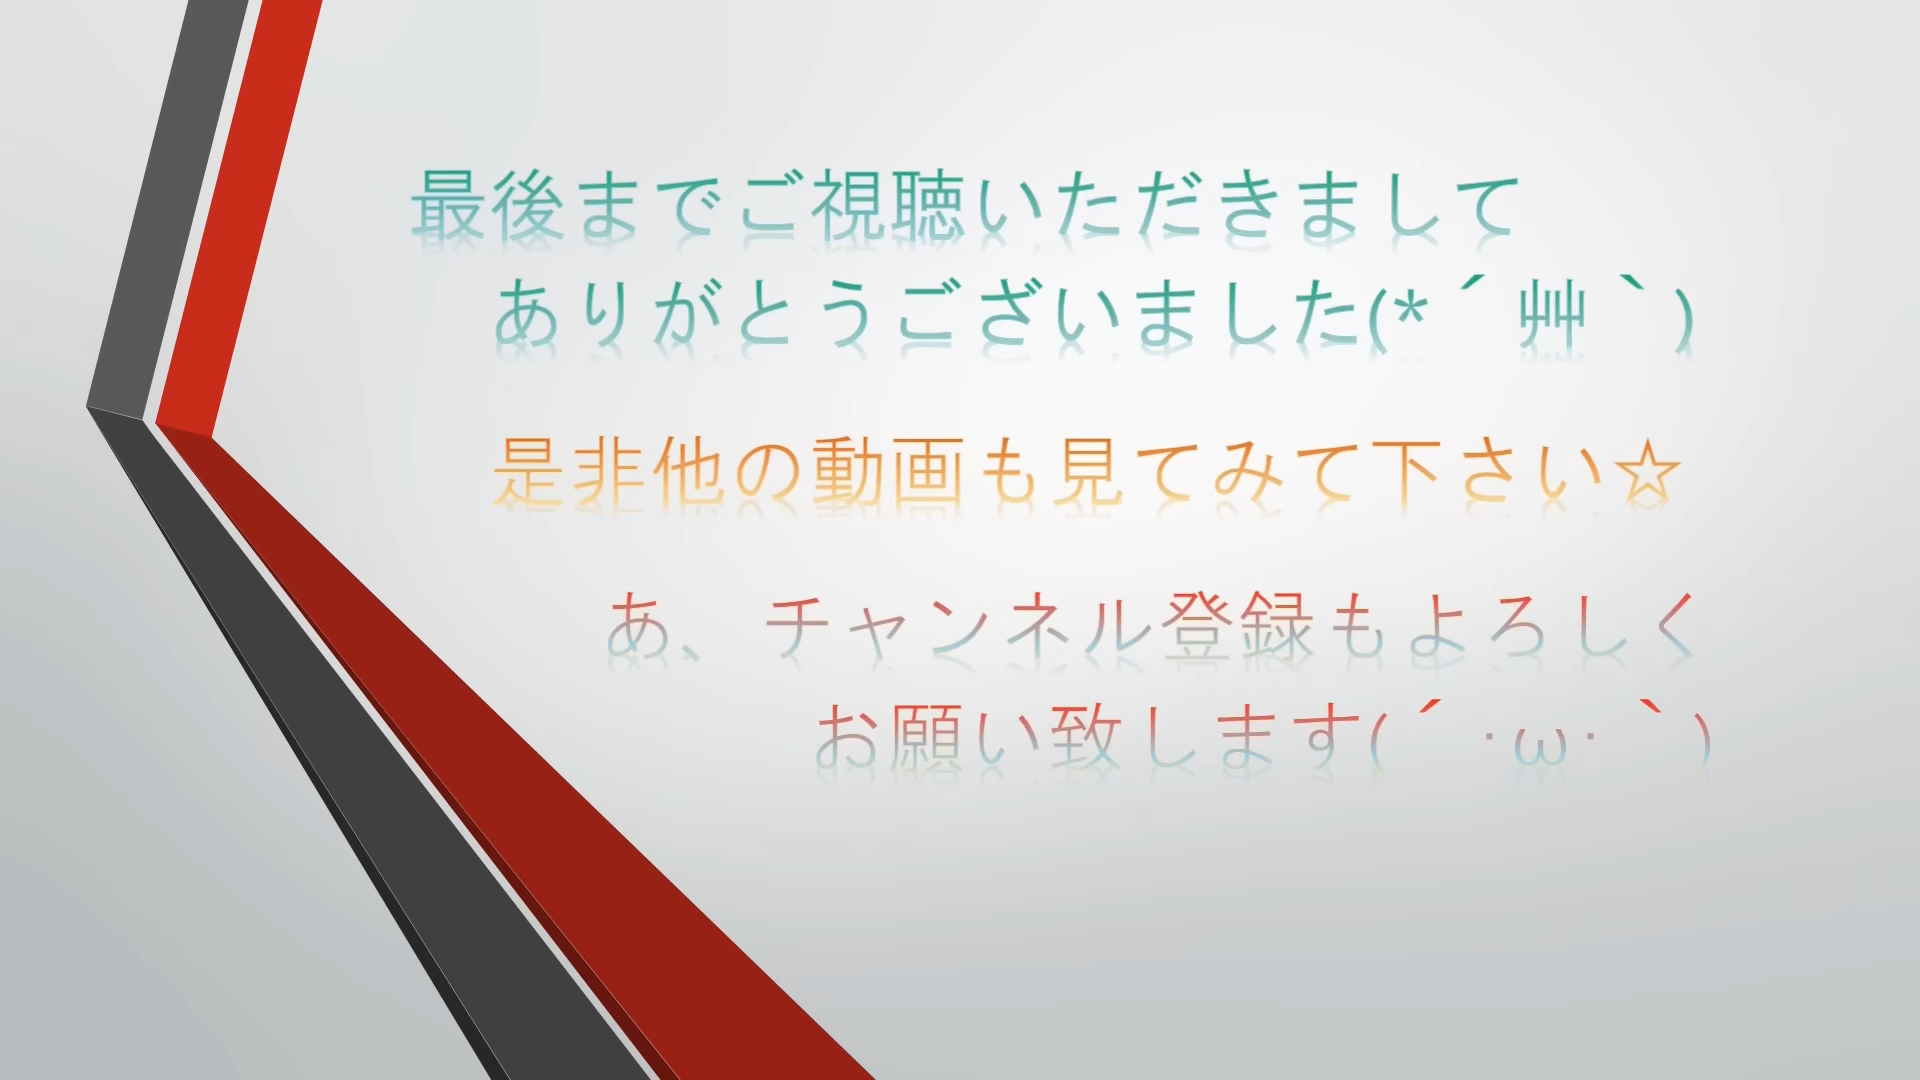 最後までご視聴いただきまして
ありがとうございました(*´艸`)
是非他の動画も見てみて下さい☆
あ、チャンネル登録もよろしく
お願い致します(´・ω・`)